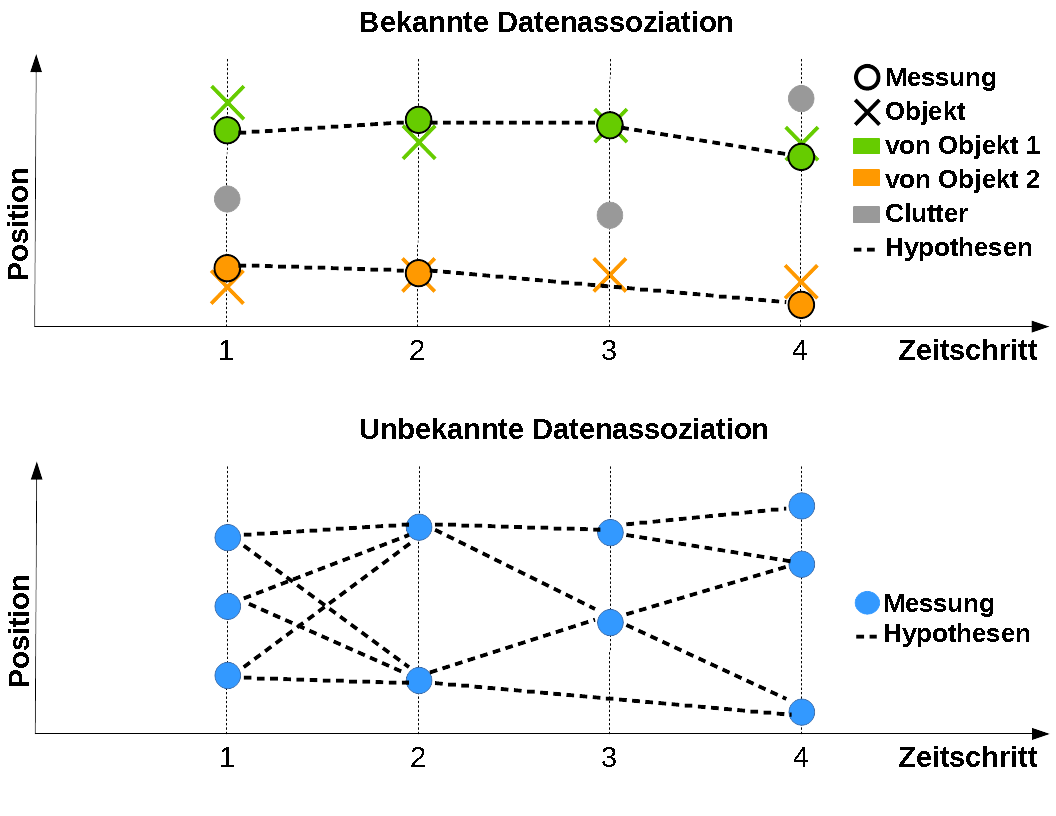 Bekannte Datenassoziation
Messung
Objekt
von Objekt 1
von Objekt 2
Clutter
Hypothesen
Position
1 2 3 4 Zeitschritt
Unbekannte Datenassoziation
Messung
Hypothesen
Position
1 2 3 4 Zeitschritt